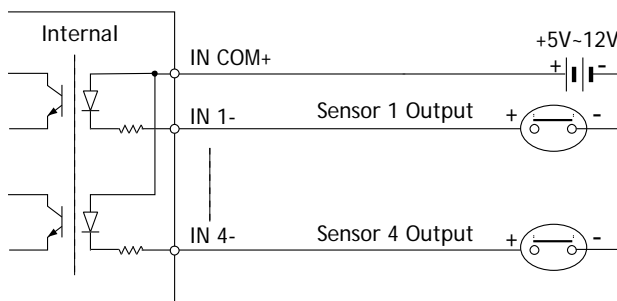 Internal
+5V~12V
IN COM+
+ -
IN 1-
Sensor 1 Output
+ -
IN 4-
Sensor 4 Output
+ -